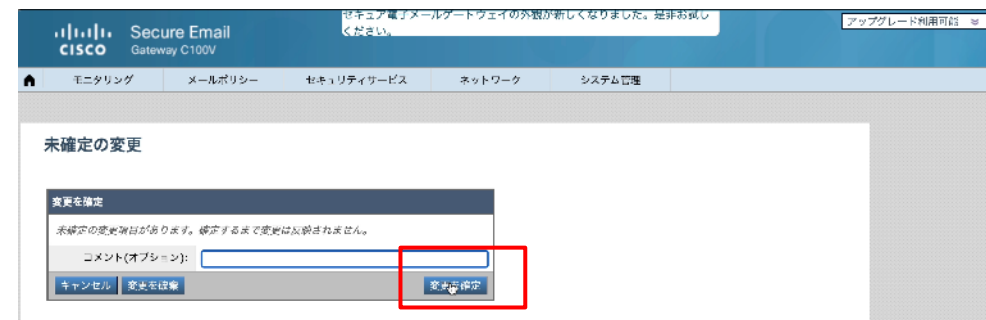 セキュア電子メールゲートウェイの外観が新しくなりました。是非お試し
ください。
アップグレード利用可能
CISCO
Secure Email
Gateway C100V
モニタリング メールポリシー セキュリティサービス ネットワーク システム管理
未確定の変更
変更を確定
未確定の変更項目があります。確定するまで変更は反映されません。
コメント(オプション):
キャンセル 変更を破棄 変更を確定